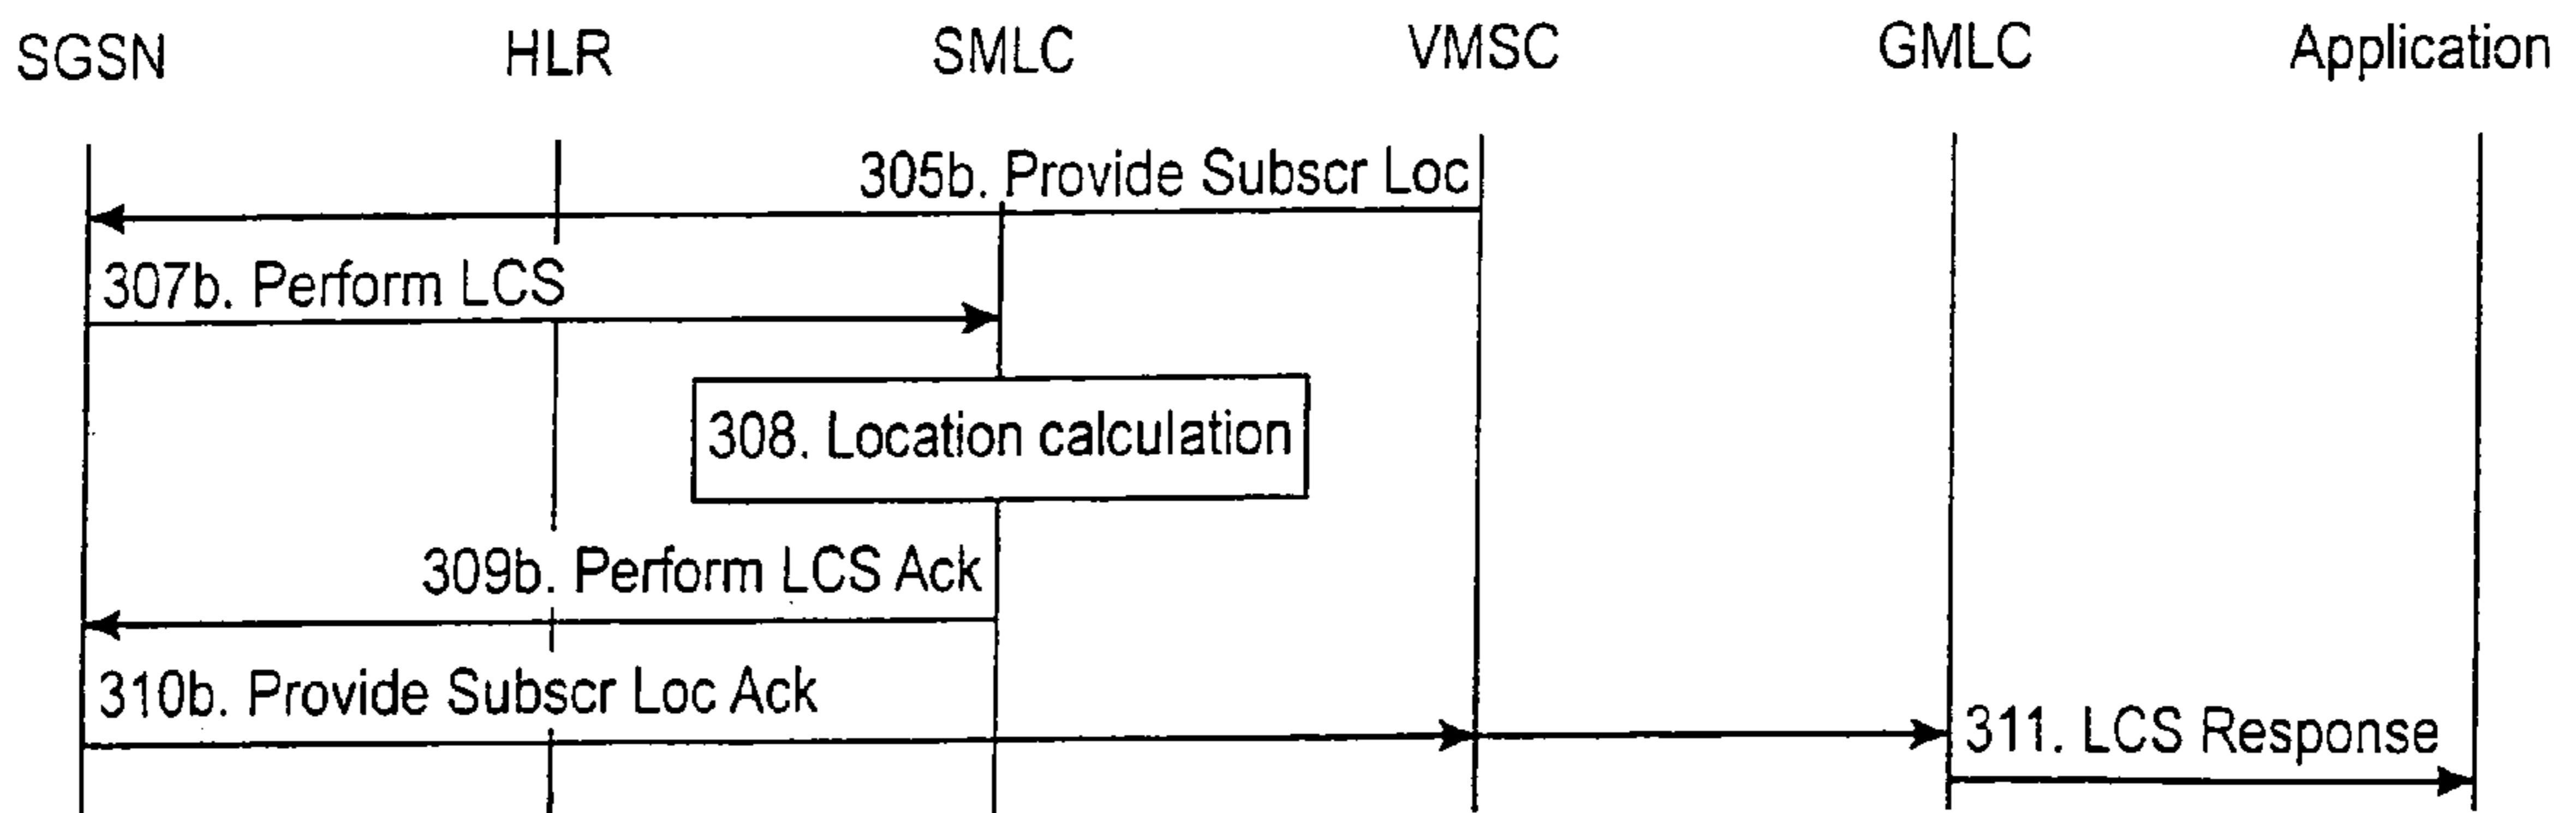 SGSN HLR SMLC VMSC GMLC Application
305b. Provide Subscr Loc
307b. Perform LCS
308. Location calculation
309b. Perform LCS Ack
310b. Provide Subscr Loc Ack
311. LCS Response